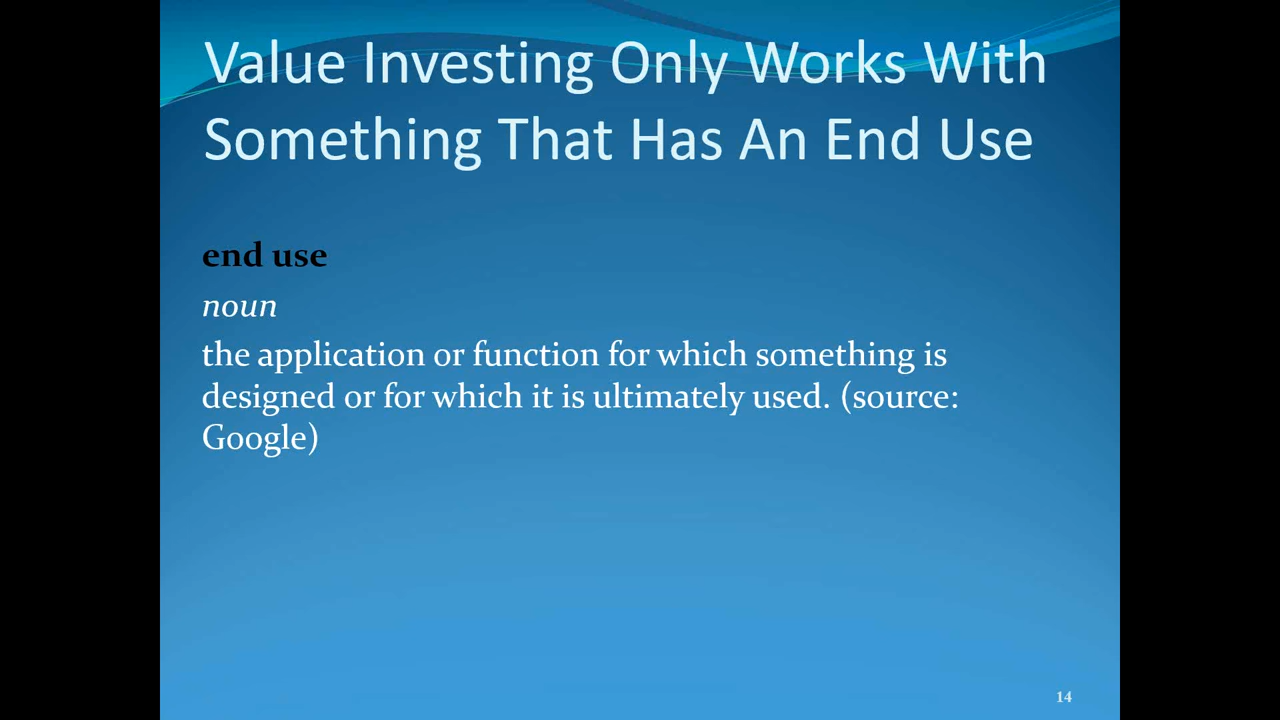 Value Investing Only Works With
Something That Has An End Use
end use
noun
the application or function for which something is
designed or for which it is ultimately used. (source:
Google)
14